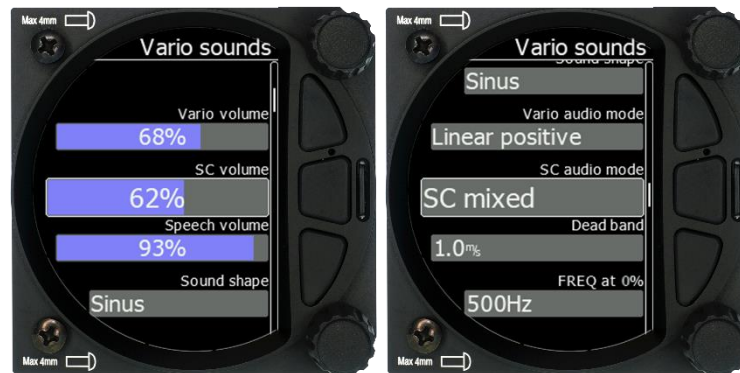 Max 4mm
Vario sounds
Vario volume
68%
SC volume
62%
Speech volume
93%
Sound shape
Sinus
Max 4mm
Max 4mm
Vario sounds
Sound shape
Sinus
Vario audio mode
Linear positive
SC audio mode
SC mixed
Dead band
1.0m/s
FREQ at 0%
500Hz
Max 4mm